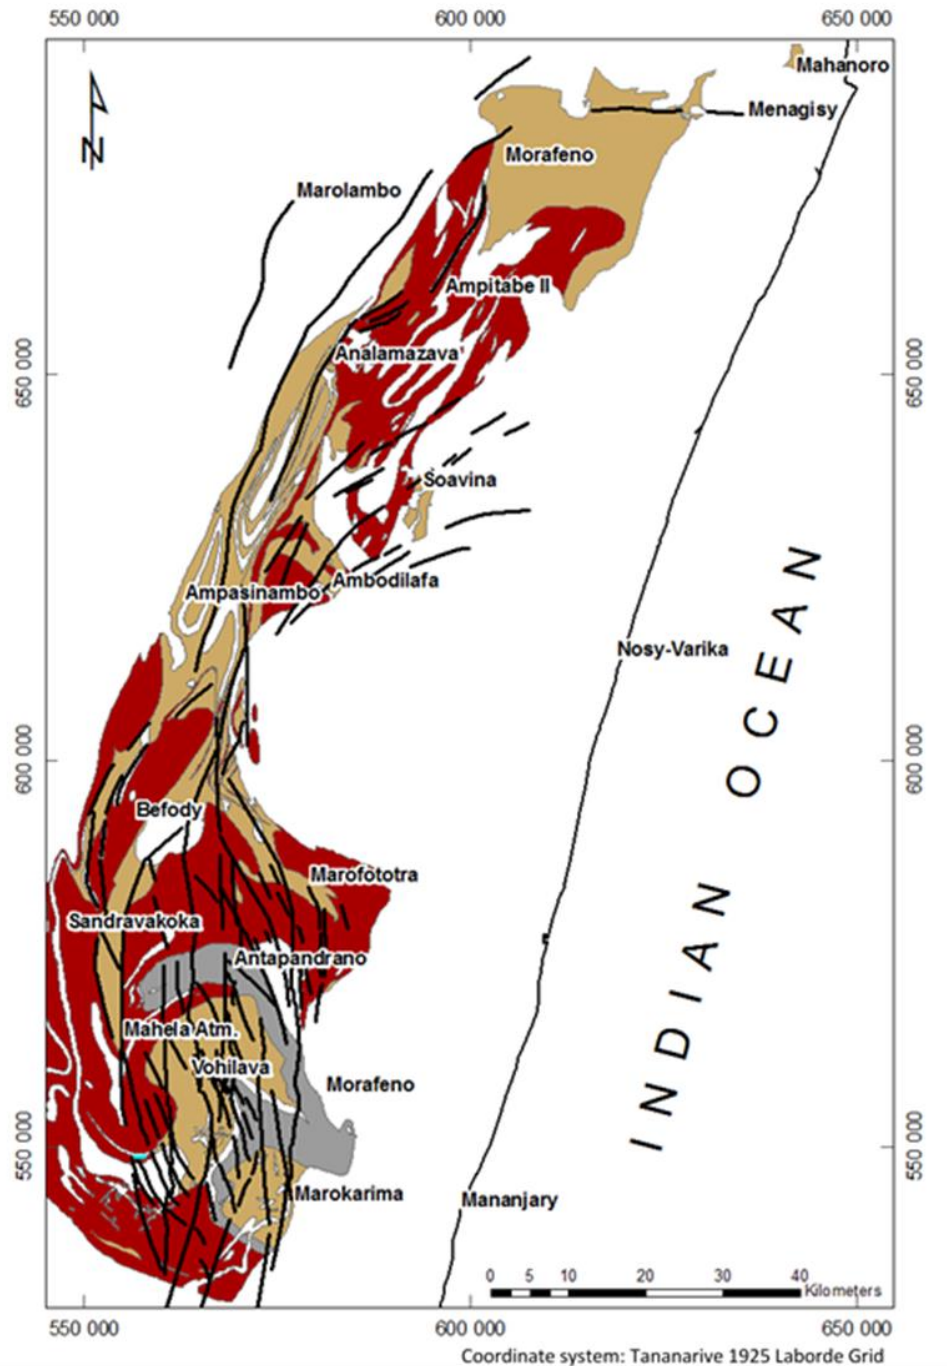 550 000
600 000
650 000
Mahanoro
Menagisy
N
Morafeno
Marolambo
Ampitabe II
650 000
650 000
Analamazava
Soavina
Ambodilafa
Ampasinambo
Nosy-Varika
INDIAN OCEAN
600 000
600 000
Befody
Marofototra
Sandravakoka
Antapandrano
Mahela Atm.
Vohilava
Morafeno
550 000
550 000
Marokarima
Mananjary
0 5 10 20 30 40
Kilometers
550 000
600 000
650 000
Coordinate system: Tananarive 1925 Laborde Grid